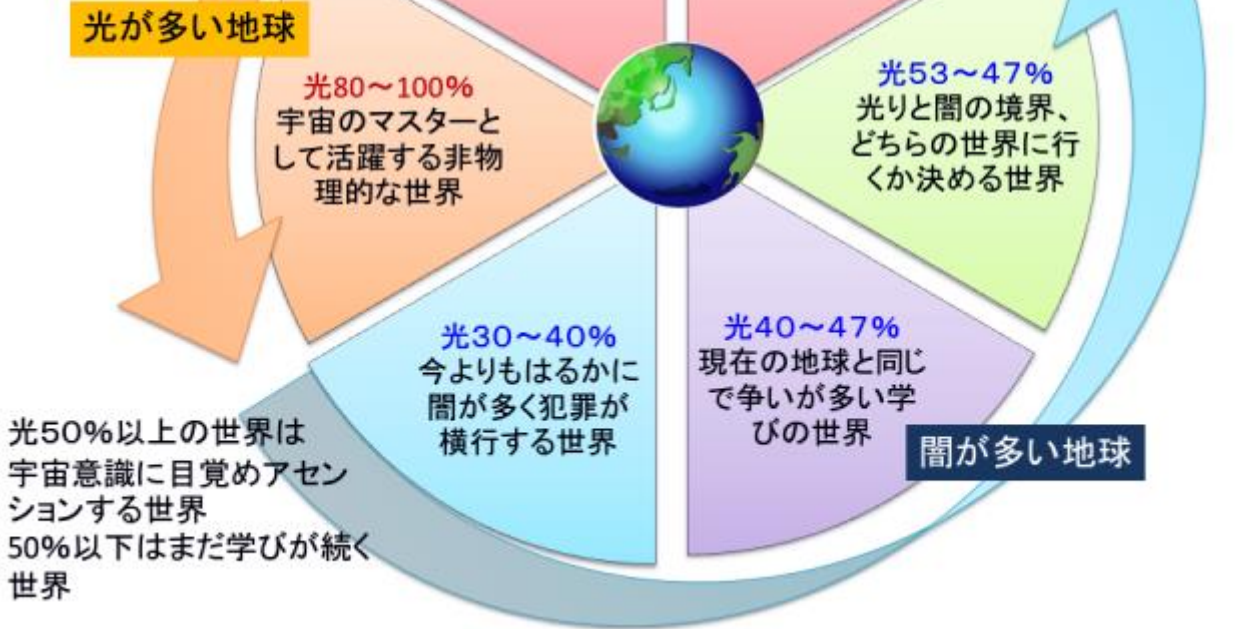 光が多い地球
光80～100%
宇宙のマスターと
して活躍する非物
理的な世界
光53～47%
光りと闇の境界、
どちらの世界に行
くか決める世界
光30～40%
今よりもはるかに
闇が多く犯罪が
横行する世界
光40～47%
現在の地球と同じ
で争いが多い学
びの世界
闇が多い地球
光50%以上の世界は
宇宙意識に目覚めアセン
ションする世界
50%以下はまだ学びが続く
世界